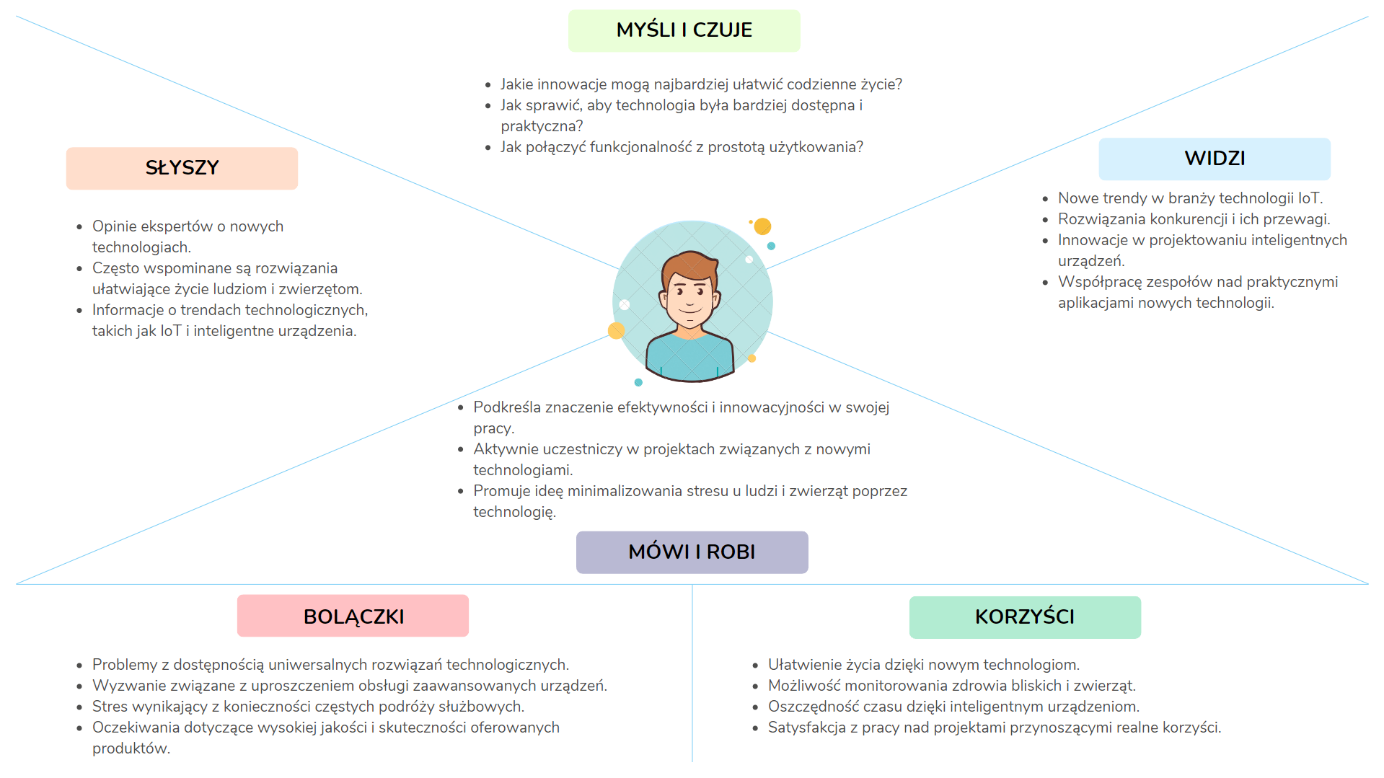 MYŚLI I CZUJE
• Jakie innowacje mogą najbardziej ułatwić codzienne życie?
• Jak sprawić, aby technologia była bardziej dostępna i
praktyczna?
• Jak połączyć funkcjonalność z prostotą użytkowania?
SŁYSZY
• Opinie ekspertów o nowych
technologiach.
• Często wspominane są rozwiązania
ułatwiające życie ludziom i zwierzętom.
• Informacje o trendach technologicznych,
takich jak IoT i inteligentne urządzenia.
WIDZI
• Nowe trendy w branży technologii IoT.
• Rozwiązania konkurencji i ich przewagi.
• Innowacje w projektowaniu inteligentnych
urządzeń.
• Współpracę zespołów nad praktycznymi
aplikacjami nowych technologii.
• Podkreśla znaczenie efektywności i innowacyjności w swojej
pracy.
• Aktywnie uczestniczy w projektach związanych z nowymi
technologiami.
• Promuje ideę minimalizowania stresu u ludzi i zwierząt poprzez
technologię.
MÓWI I ROBI
BOLĄCZKI
• Problemy z dostępnością uniwersalnych rozwiązań technologicznych.
• Wyzwanie związane z uproszczeniem obsługi zaawansowanych urządzeń.
• Stres wynikający z konieczności częstych podróży służbowych.
• Oczekiwania dotyczące wysokiej jakości i skuteczności oferowanych
produktów.
KORZYŚCI
• Ułatwienie życia dzięki nowym technologiom.
• Możliwość monitorowania zdrowia bliskich i zwierząt.
• Oszczędność czasu dzięki inteligentnym urządzeniom.
• Satysfakcja z pracy nad projektami przynoszącymi realne korzyści.